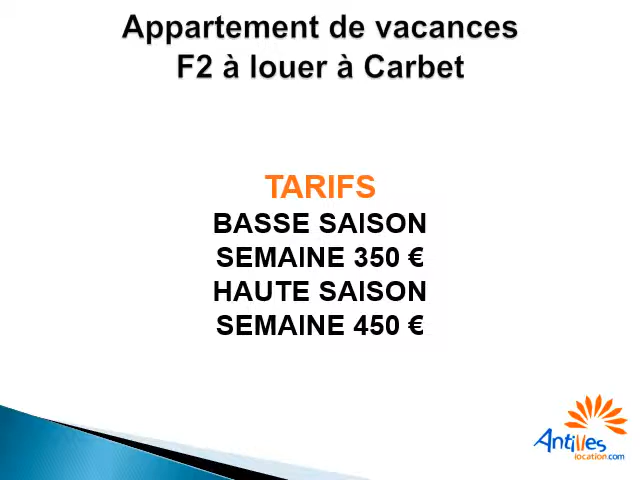 Appartement de vacances
F2 à louer à Carbet
TARIFS
BASSE SAISON
SEMAINE 350 €
HAUTE SAISON
SEMAINE 450 €
Antilles
location.com